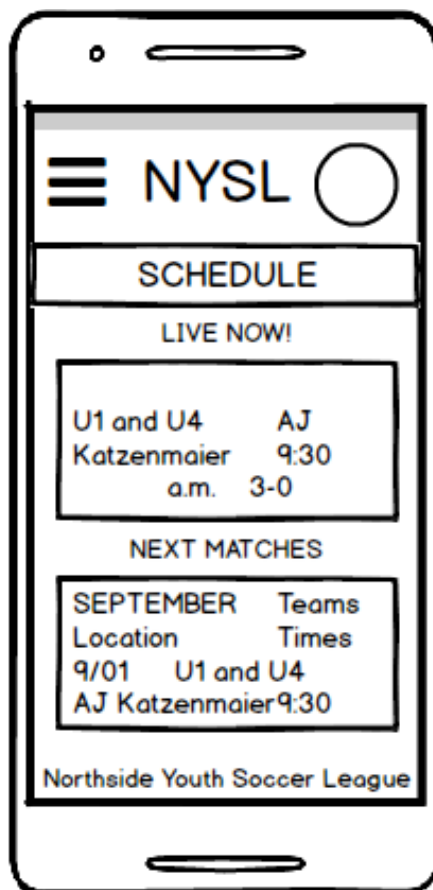 NYSL
SCHEDULE
LIVE NOW!
U1 and U4 AJ
Katzenmaier 9:30
a.m. 3-0
NEXT MATCHES
SEPTEMBER Teams
Location Times
9/01 U1 and U4
AJ Katzenmaier 9:30
Northside Youth Soccer League